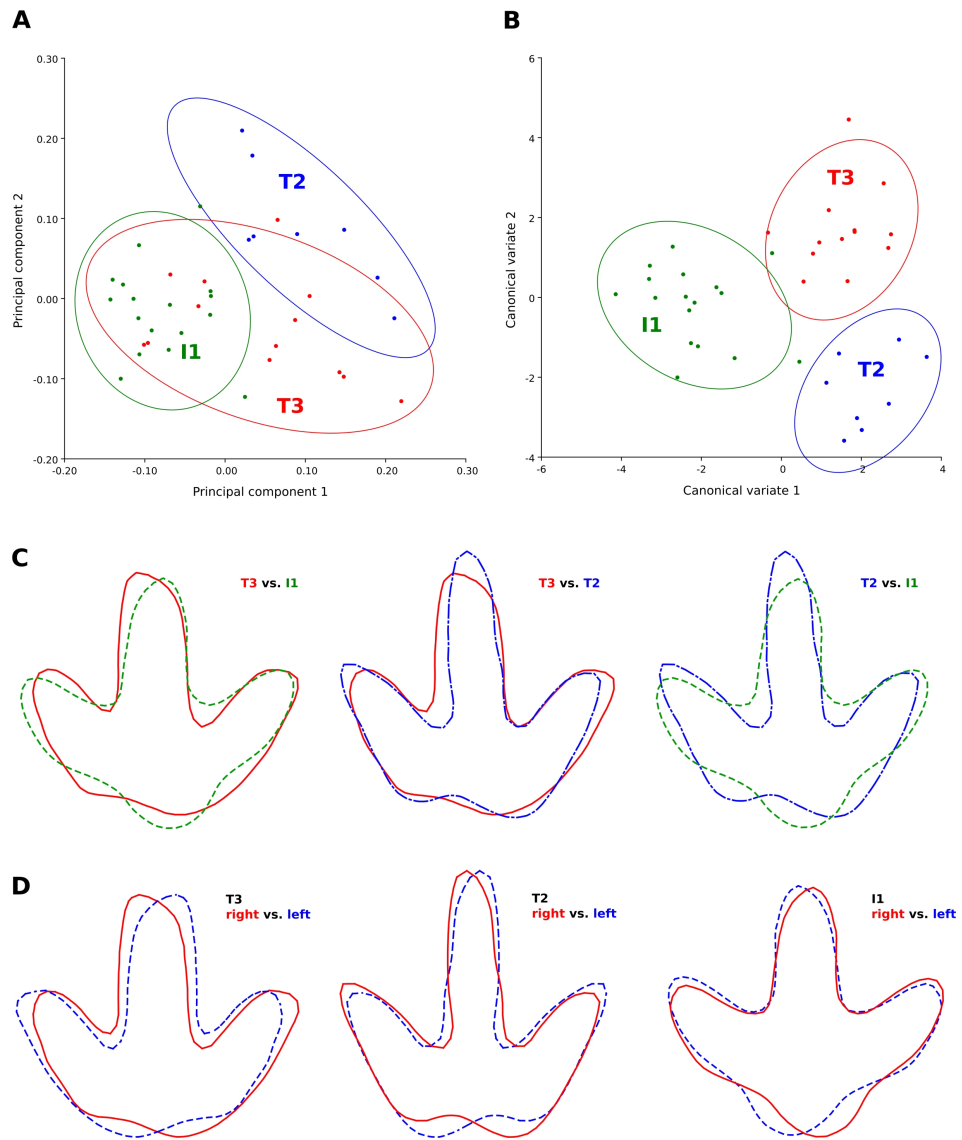 A
0.30
0.20
0.10
0.00
-0.10
-0.20
Principal component 2
T2
I1
T3
-0.20
-0.10
0.00
0.10
0.20
0.30
Principal component 1
B
6
4
2
0
-2
-4
Canonical variate 2
T3
I1
T2
-6
-4
-2
0
2
4
Canonical variate 1
C
T3 vs. I1
T3 vs. T2
T2 vs. I1
D
T3
right vs. left
T2
right vs. left
I1
right vs. left